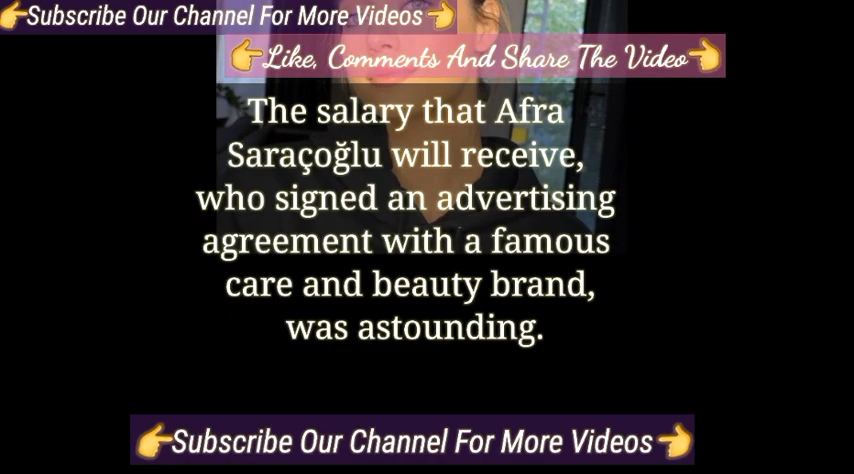 👉Subscribe Our Channel For More Videos👈
👉Like, Comments And Share The Video👈
The salary that Afra
Saraçoğlu will receive,
who signed an advertising
agreement with a famous
care and beauty brand,
was astounding.
👉Subscribe Our Channel For More Videos👈